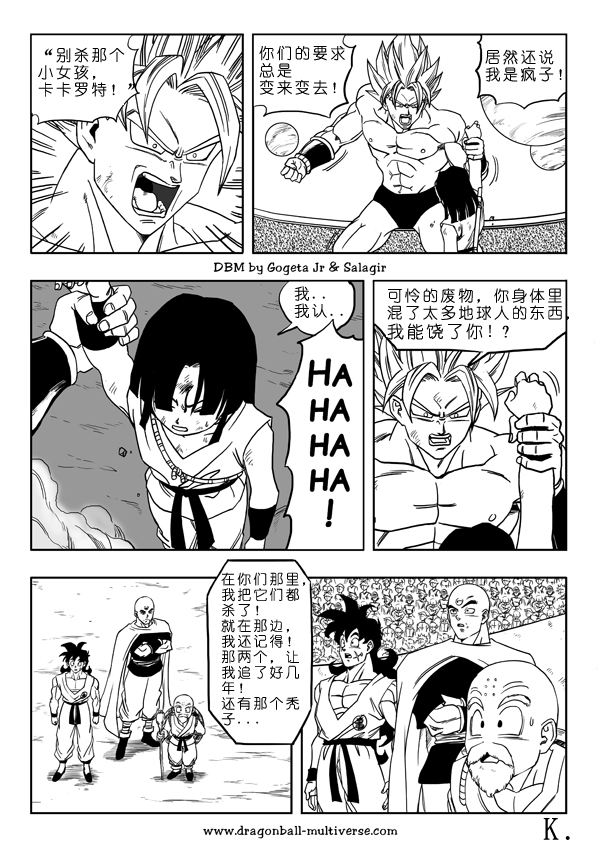 “别杀那个
小女孩,
卡卡罗特!”
你们的要求
总是
变来变去!
居然还说
我是疯子!
DBM by Gogeta Jr & Salagir
我..
我认..
HA
HA
HA
HA
!
可怜的废物，你身体里
混了太多地球人的东西,
我能饶了你!?
在你们那里,
我把它们都
杀了!
就在那边,
我还记得!
那两个，让
我追了好几
年!
还有那个秃
子...
www.dragonball-multiverse.com
K.